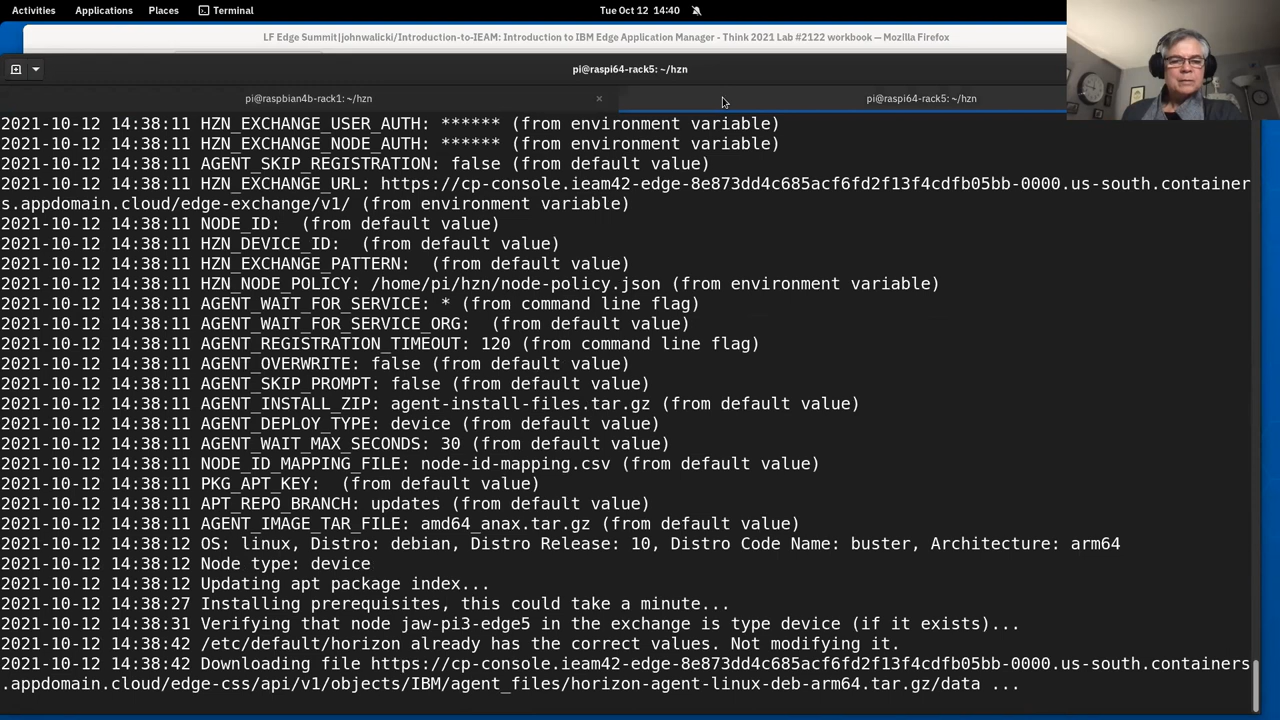 Activities Applications Places Terminal Tue Oct 12 14:40
LF Edge Summit|johnwalicki/Introduction-to-IEAM: Introduction to IBM Edge Application Manager - Think 2021 Lab #2122 workbook — Mozilla Firefox
pi@raspi64-rack5: ~/hzn
pi@raspbian4b-rack1: ~/hzn × pi@raspi64-rack5: ~/hzn
2021-10-12 14:38:11 HZN_EXCHANGE_USER_AUTH: ****** (from environment variable)
2021-10-12 14:38:11 HZN_EXCHANGE_NODE_AUTH: ****** (from environment variable)
2021-10-12 14:38:11 AGENT_SKIP_REGISTRATION: false (from default value)
2021-10-12 14:38:11 HZN_EXCHANGE_URL: https://cp-console.ieam42-edge-8e873dd4c685acf6fd2f13f4cdfb05bb-0000.us-south.container
s.appdomain.cloud/edge-exchange/v1/ (from environment variable)
2021-10-12 14:38:11 NODE_ID:  (from default value)
2021-10-12 14:38:11 HZN_DEVICE_ID:  (from default value)
2021-10-12 14:38:11 HZN_EXCHANGE_PATTERN:  (from default value)
2021-10-12 14:38:11 HZN_NODE_POLICY: /home/pi/hzn/node-policy.json (from environment variable)
2021-10-12 14:38:11 AGENT_WAIT_FOR_SERVICE: * (from command line flag)
2021-10-12 14:38:11 AGENT_WAIT_FOR_SERVICE_ORG:  (from default value)
2021-10-12 14:38:11 AGENT_REGISTRATION_TIMEOUT: 120 (from command line flag)
2021-10-12 14:38:11 AGENT_OVERWRITE: false (from default value)
2021-10-12 14:38:11 AGENT_SKIP_PROMPT: false (from default value)
2021-10-12 14:38:11 AGENT_INSTALL_ZIP: agent-install-files.tar.gz (from default value)
2021-10-12 14:38:11 AGENT_DEPLOY_TYPE: device (from default value)
2021-10-12 14:38:11 AGENT_WAIT_MAX_SECONDS: 30 (from default value)
2021-10-12 14:38:11 NODE_ID_MAPPING_FILE: node-id-mapping.csv (from default value)
2021-10-12 14:38:11 PKG_APT_KEY:  (from default value)
2021-10-12 14:38:11 APT_REPO_BRANCH: updates (from default value)
2021-10-12 14:38:11 AGENT_IMAGE_TAR_FILE: amd64_anax.tar.gz (from default value)
2021-10-12 14:38:12 OS: linux, Distro: debian, Distro Release: 10, Distro Code Name: buster, Architecture: arm64
2021-10-12 14:38:12 Node type: device
2021-10-12 14:38:12 Updating apt package index...
2021-10-12 14:38:27 Installing prerequisites, this could take a minute...
2021-10-12 14:38:31 Verifying that node jaw-pi3-edge5 in the exchange is type device (if it exists)...
2021-10-12 14:38:42 /etc/default/horizon already has the correct values. Not modifying it.
2021-10-12 14:38:42 Downloading file https://cp-console.ieam42-edge-8e873dd4c685acf6fd2f13f4cdfb05bb-0000.us-south.containers
.appdomain.cloud/edge-css/api/v1/objects/IBM/agent_files/horizon-agent-linux-deb-arm64.tar.gz/data ...